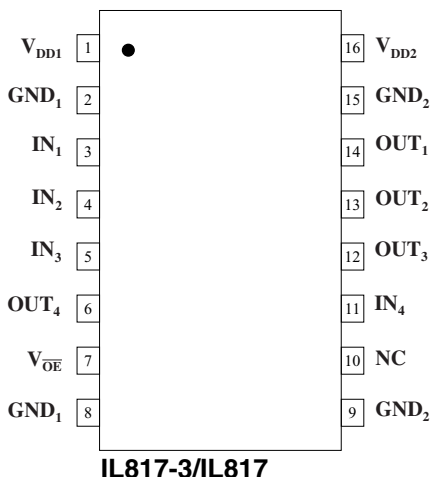 V_DD1 1 16 V_DD2
GND_1 2 15 GND_2
IN_1 3 14 OUT_1
IN_2 4 13 OUT_2
IN_3 5 12 OUT_3
OUT_4 6 11 IN_4
V_O̅E̅ 7 10 NC
GND_1 8 9 GND_2
IL817-3/IL817